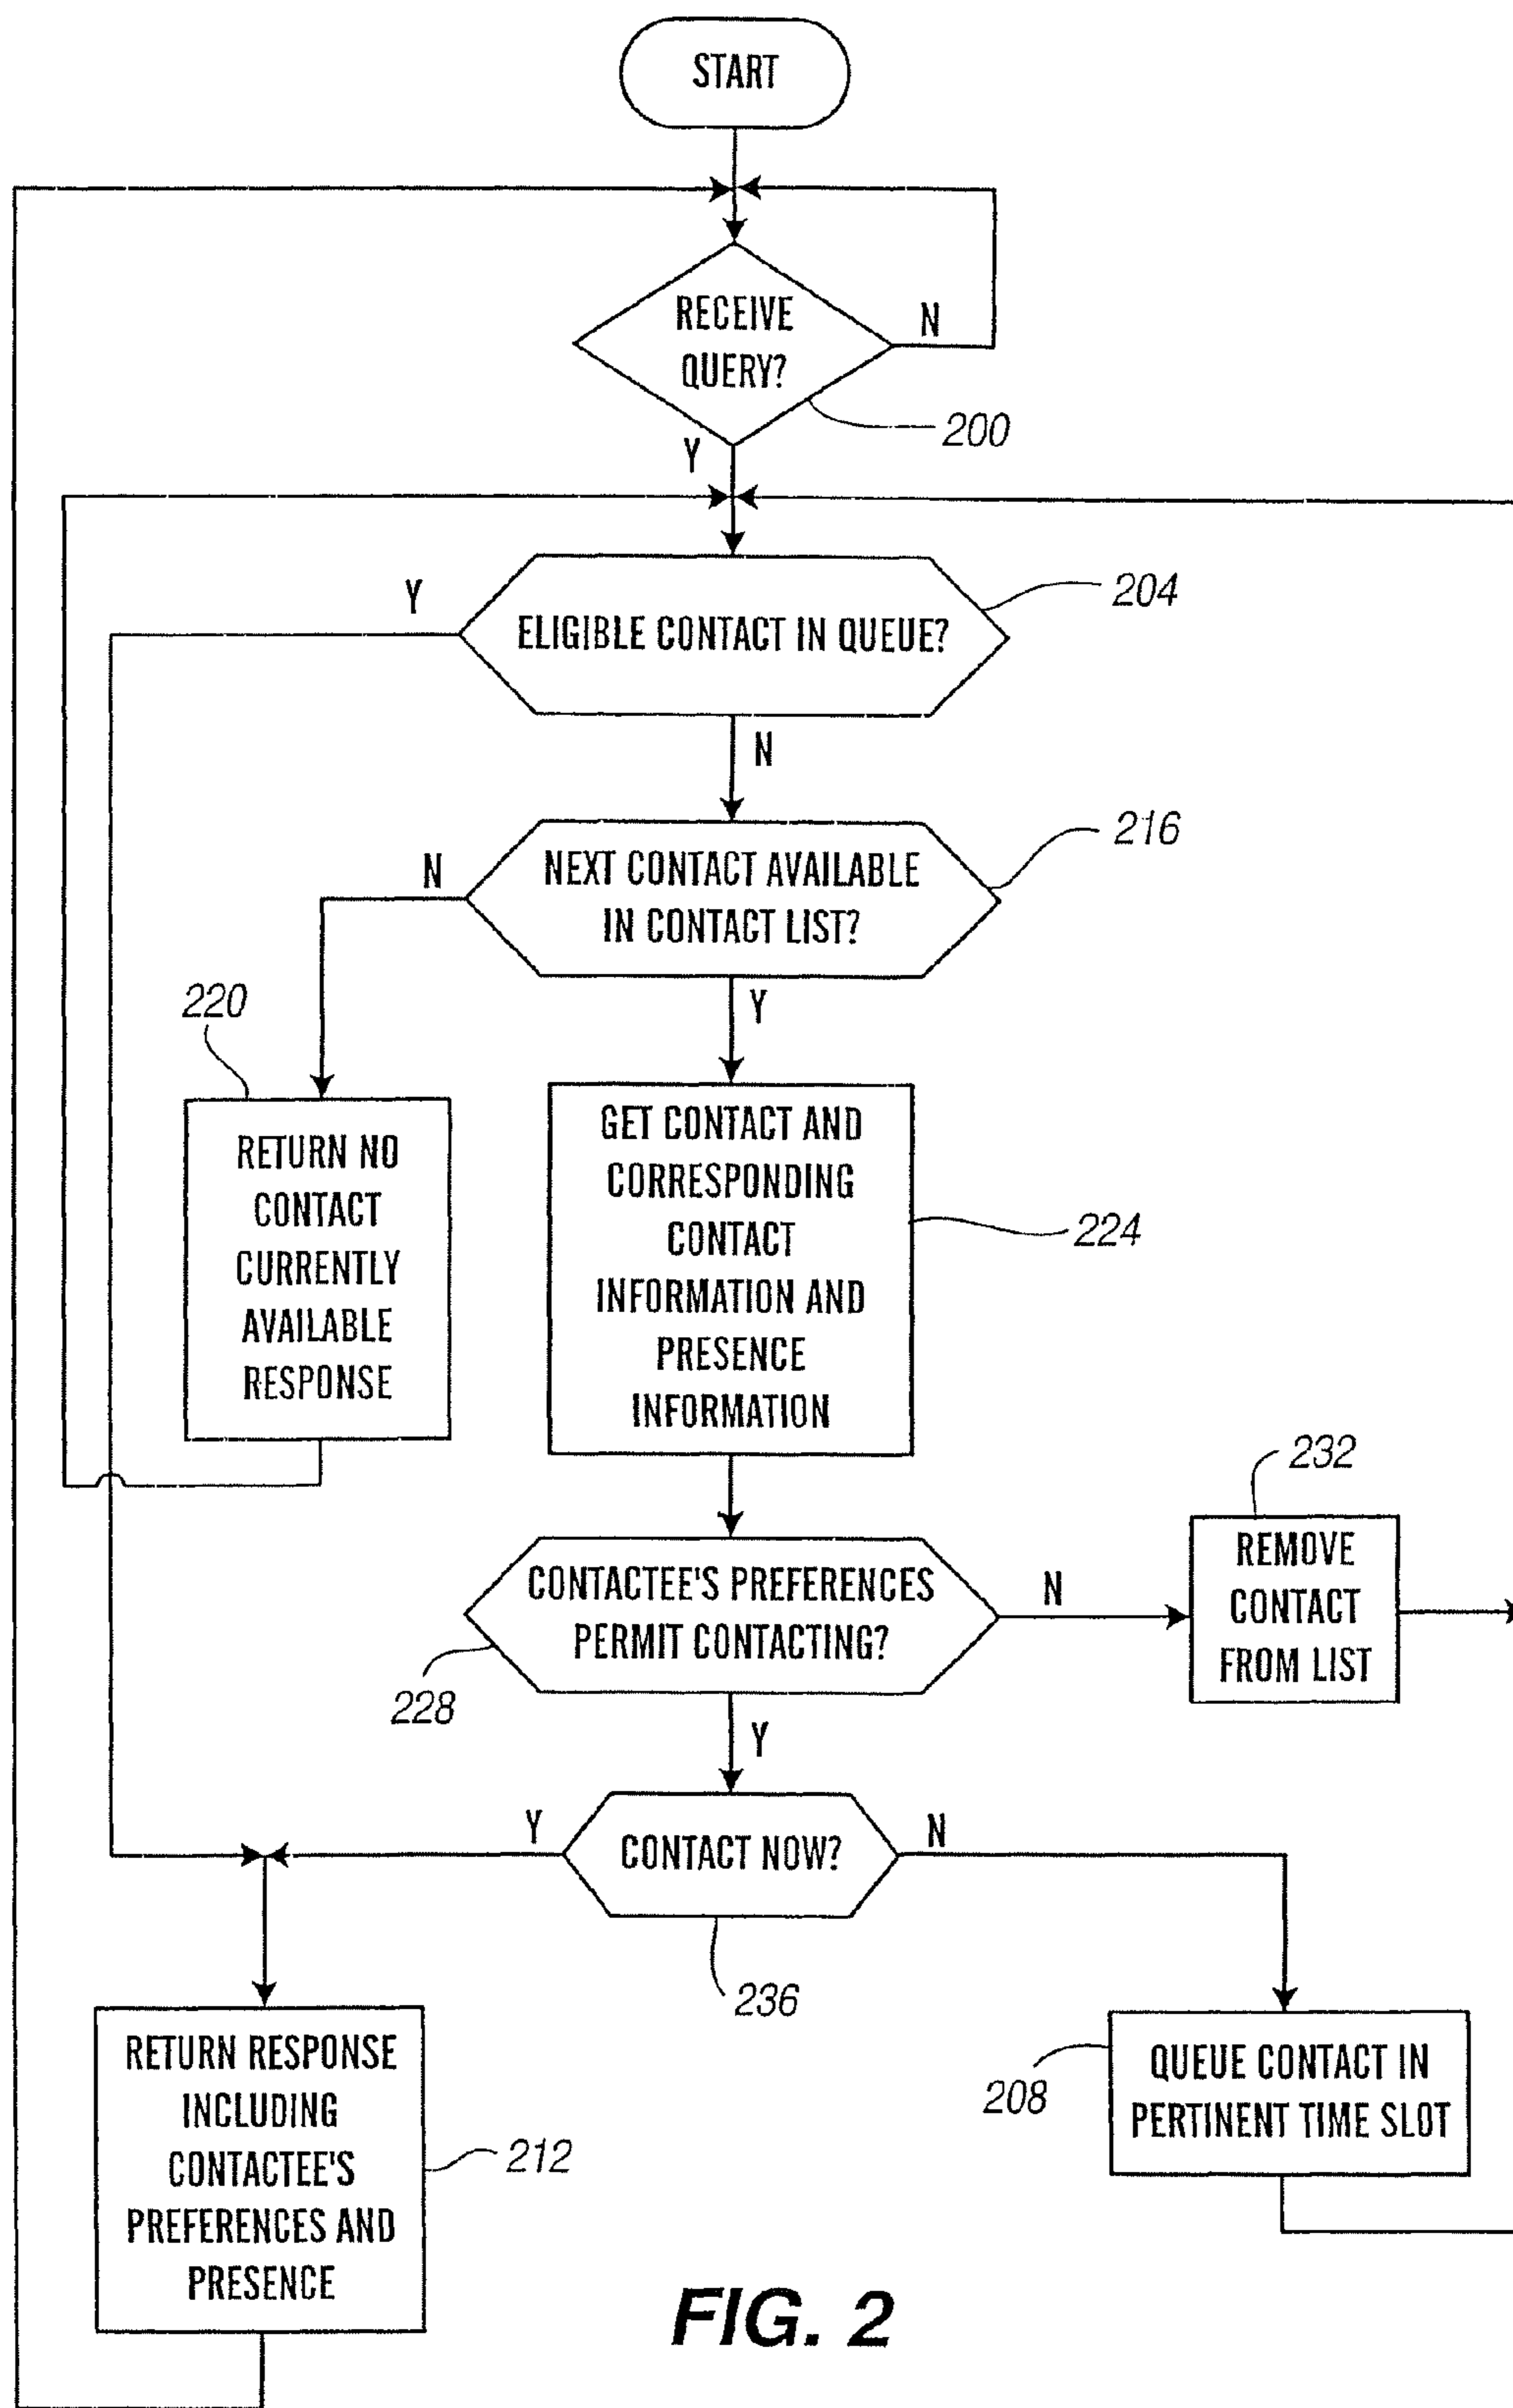 START
RECEIVE
QUERY?
N
200
Y
204
Y
ELIGIBLE CONTACT IN QUEUE?
N
216
N
NEXT CONTACT AVAILABLE
IN CONTACT LIST?
Y
220
RETURN NO
CONTACT
CURRENTLY
AVAILABLE
RESPONSE
GET CONTACT AND
CORRESPONDING
CONTACT
INFORMATION AND
PRESENCE
INFORMATION
224
232
CONTACTEE'S PREFERENCES
PERMIT CONTACTING?
N
REMOVE
CONTACT
FROM LIST
228
Y
Y
CONTACT NOW?
N
236
RETURN RESPONSE
INCLUDING
CONTACTEE'S
PREFERENCES AND
PRESENCE
212
208
QUEUE CONTACT IN
PERTINENT TIME SLOT
FIG. 2